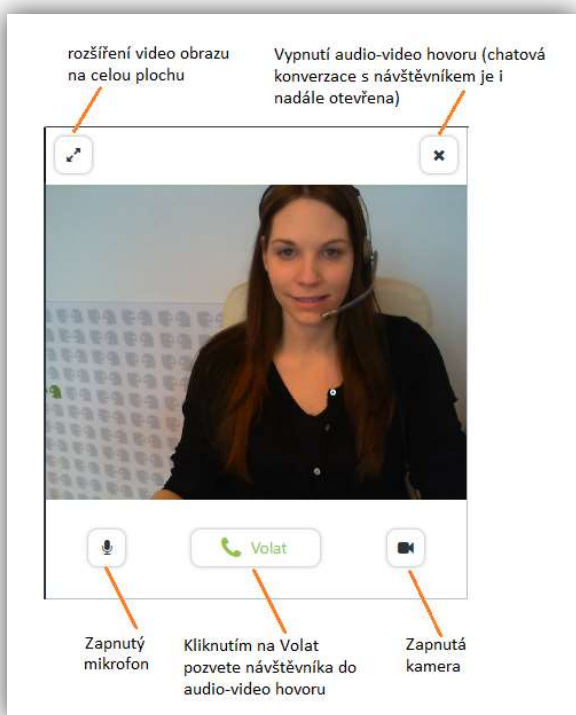 rozšíření video obrazu
na celou plochu
Vypnutí audio-video hovoru (chatová
konverzace s návštěvníkem je i
nadále otevřena)
Volat
Zapnutý
mikrofon
Kliknutím na Volat
pozvete návštěvníka do
audio-video hovoru
Zapnutá
kamera